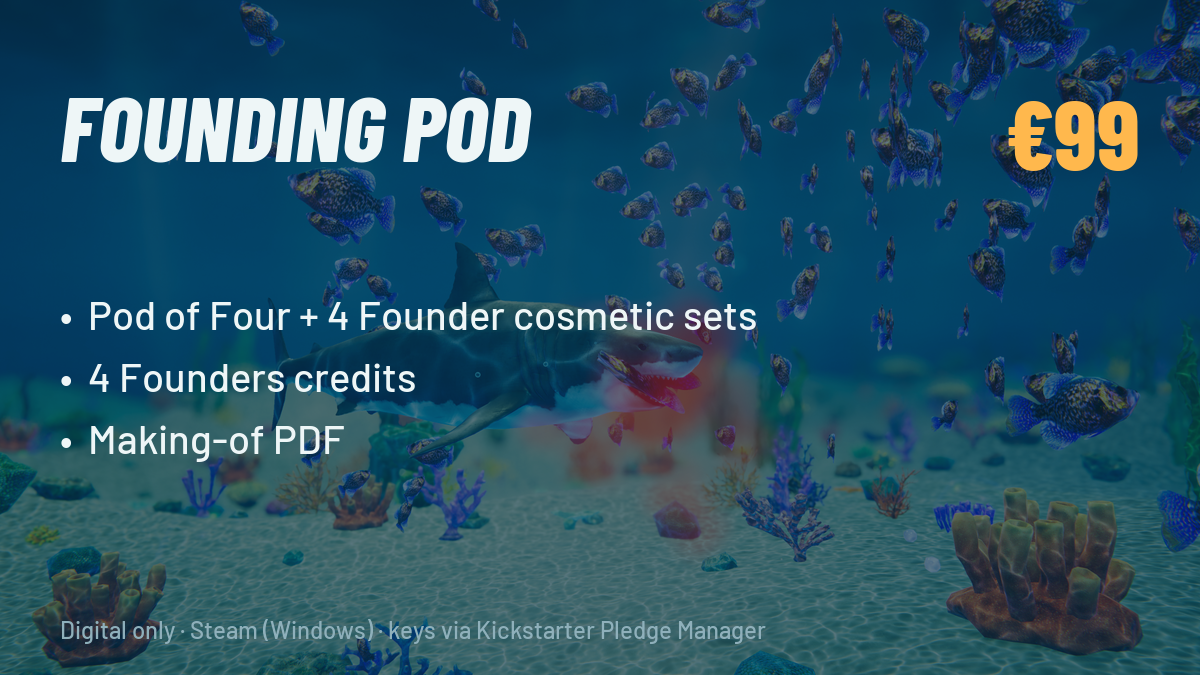 FOUNDING POD
€99
• Pod of Four + 4 Founder cosmetic sets
• 4 Founders credits
• Making-of PDF
Digital only · Steam (Windows) · keys via Kickstarter Pledge Manager